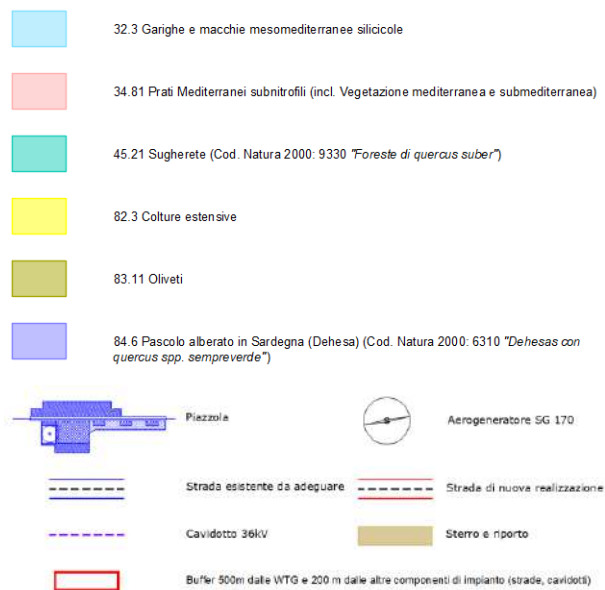 32.3 Garighe e macchie mesomediterranee silicicole
34.81 Prati Mediterranei subnitrofili (incl. Vegetazione mediterranea e submediterranea)
45.21 Sugherete (Cod. Natura 2000: 9330 "Foreste di quercus suber")
82.3 Colture estensive
83.11 Oliveti
84.6 Pascolo alberato in Sardegna (Dehesa) (Cod. Natura 2000: 6310 "Dehesas con
quercus spp. sempreverde")
Piazzola
Aerogeneratore SG 170
Strada esistente da adeguare
Strada di nuova realizzazione
Cavidotto 36kV
Sterro e riporto
Buffer 500m dalle WTG e 200 m dalle altre componenti di impianto (strade, cavidotti)